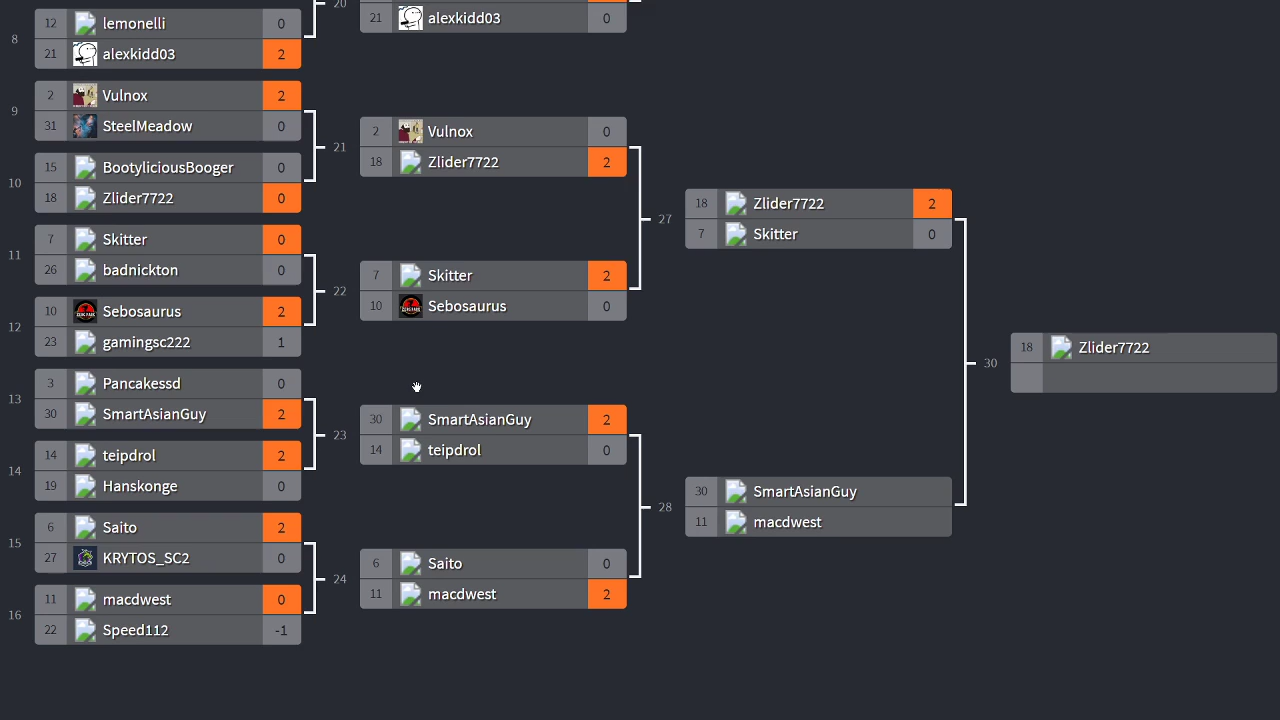 20
12 lemonelli 0
8
21 alexkidd03 2
21 alexkidd03 0
2 Vulnox 2
9
31 SteelMeadow 0
2 Vulnox 0
21
18 Zlider7722 2
15 BootyliciousBooger 0
10
18 Zlider7722 0
18 Zlider7722 2
27
7 Skitter 0
7 Skitter 0
11
26 badnickton 0
7 Skitter 2
22
10 Sebosaurus 0
10 Sebosaurus 2
12
23 gamingsc222 1
18 Zlider7722
30
3 Pancakessd 0
13
30 SmartAsianGuy 2
30 SmartAsianGuy 2
23
14 teipdrol 0
14 teipdrol 2
14
19 Hanskonge 0
30 SmartAsianGuy
28
11 macdwest
6 Saito 2
15
27 KRYTOS_SC2 0
6 Saito 0
24
11 macdwest 2
11 macdwest 0
16
22 Speed112 -1